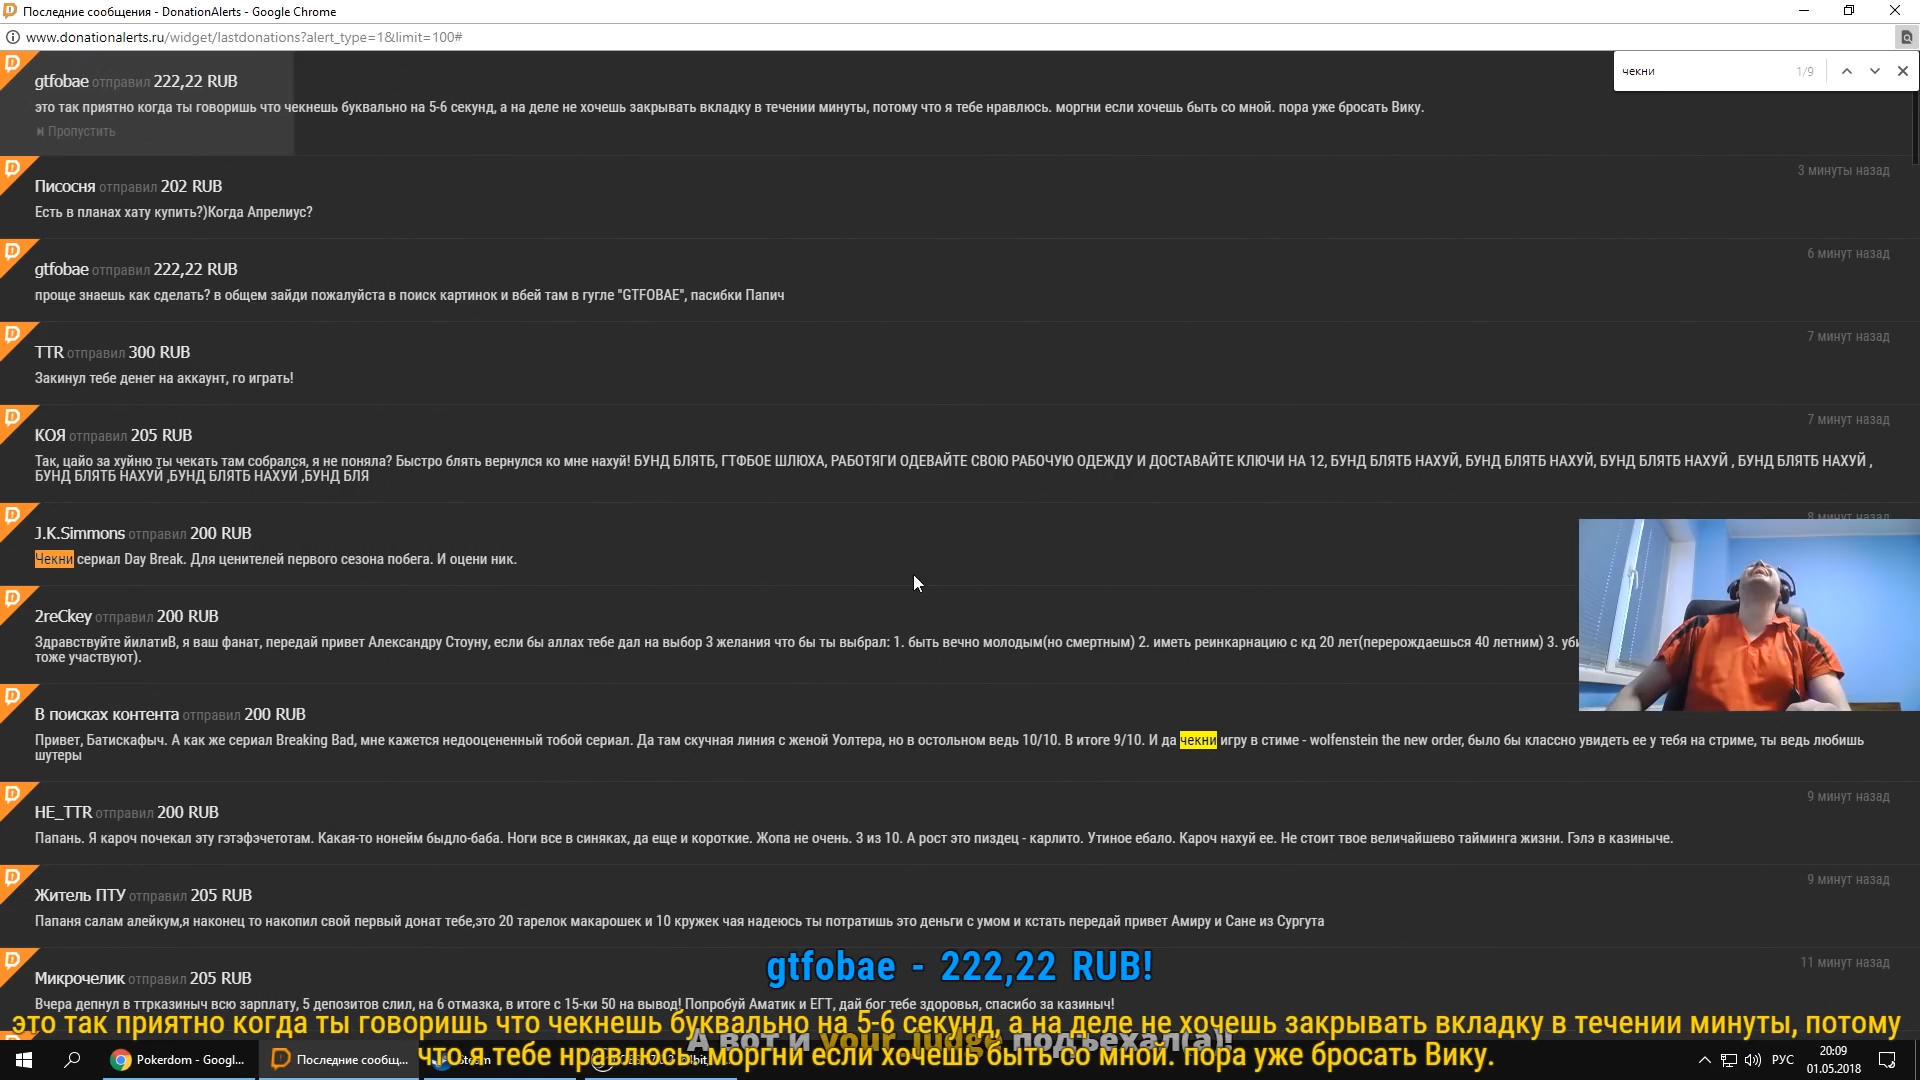 Последние сообщения - DonationAlerts - Google Chrome
www.donationalerts.ru/widget/lastdonations?alert_type=1&limit=100#
чекни 1/9
gtfobae отправил 222,22 RUB
это так приятно когда ты говоришь что чекнешь буквально на 5-6 секунд, а на деле не хочешь закрывать вкладку в течении минуты, потому что я тебе нравлюсь. моргни если хочешь быть со мной. пора уже бросать Вику.
Пропустить
3 минуты назад
Писосня отправил 202 RUB
Есть в планах хату купить?)Когда Апрелиус?
6 минут назад
gtfobae отправил 222,22 RUB
проще знаешь как сделать? в общем зайди пожалуйста в поиск картинок и вбей там в гугле "GTFOBAE", пасибки Папич
7 минут назад
TTR отправил 300 RUB
Закинул тебе денег на аккаунт, го играть!
7 минут назад
КОЯ отправил 205 RUB
Так, цайо за хуйню ты чекать там собрался, я не поняла? Быстро блять вернулся ко мне нахуй! БУНД БЛЯТБ, ГТФБОЕ ШЛЮХА, РАБОТЯГИ ОДЕВАЙТЕ СВОЮ РАБОЧУЮ ОДЕЖДУ И ДОСТАВАЙТЕ КЛЮЧИ НА 12, БУНД БЛЯТБ НАХУЙ, БУНД БЛЯТБ НАХУЙ, БУНД БЛЯТБ НАХУЙ , БУНД БЛЯТБ НАХУЙ ,
БУНД БЛЯТБ НАХУЙ ,БУНД БЛЯТБ НАХУЙ ,БУНД БЛЯ
8 минут назад
J.K.Simmons отправил 200 RUB
Чекни сериал Day Break. Для ценителей первого сезона побега. И оцени ник.
2reCkey отправил 200 RUB
Здравствуйте йилатиВ, я ваш фанат, передай привет Александру Стоуну, если бы аллах тебе дал на выбор 3 желания что бы ты выбрал: 1. быть вечно молодым(но смертным) 2. иметь реинкарнацию с кд 20 лет(перерождаешься 40 летним) 3. уби
тоже участвуют).
В поисках контента отправил 200 RUB
Привет, Батискафыч. А как же сериал Breaking Bad, мне кажется недооцененный тобой сериал. Да там скучная линия с женой Уолтера, но в остольном ведь 10/10. В итоге 9/10. И да чекни игру в стиме - wolfenstein the new order, было бы классно увидеть ее у тебя на стриме, ты ведь любишь
шутеры
9 минут назад
HE_TTR отправил 200 RUB
Папань. Я кароч почекал эту гэтэфэчетотам. Какая-то нонейм быдло-баба. Ноги все в синяках, да еще и короткие. Жопа не очень. 3 из 10. А рост это пиздец - карлито. Утиное ебало. Кароч нахуй ее. Не стоит твое величайшево тайминга жизни. Гэлэ в казиныче.
9 минут назад
Житель ПТУ отправил 205 RUB
Папаня салам алейкум,я наконец то накопил свой первый донат тебе,это 20 тарелок макарошек и 10 кружек чая надеюсь ты потратишь это деньги с умом и кстать передай привет Амиру и Сане из Сургута
11 минут назад
Микрочелик отправил 205 RUB
Вчера депнул в ттрказиныч всю зарплату, 5 депозитов слил, на 6 отмазка, в итоге с 15-ки 50 на вывод! Попробуй Аматик и ЕГТ, дай бог тебе здоровья, спасибо за казиныч!
gtfobae - 222,22 RUB!
это так приятно когда ты говоришь что чекнешь буквально на 5-6 секунд, а на деле не хочешь закрывать вкладку в течении минуты, потому
что я тебе нравлюсь. моргни если хочешь быть со мной. пора уже бросать Вику.
А вот и your_judge подъехал(а)!
Pokerdom - Googl...
Последние сообщ...
РУС
20:09
01.05.2018